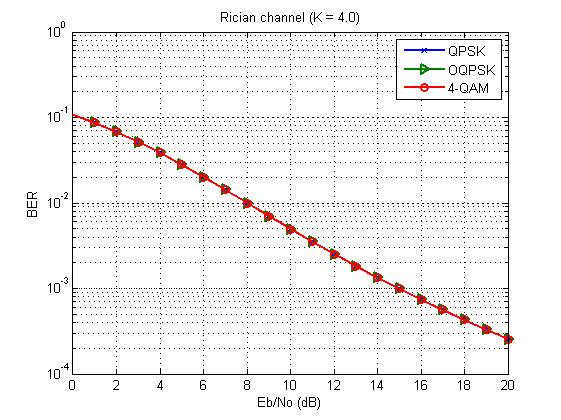 Rician channel (K = 4.0)
QPSK
OQPSK
4-QAM
10^0
10^-1
10^-2
10^-3
10^-4
BER
0 2 4 6 8 10 12 14 16 18 20
Eb/No (dB)